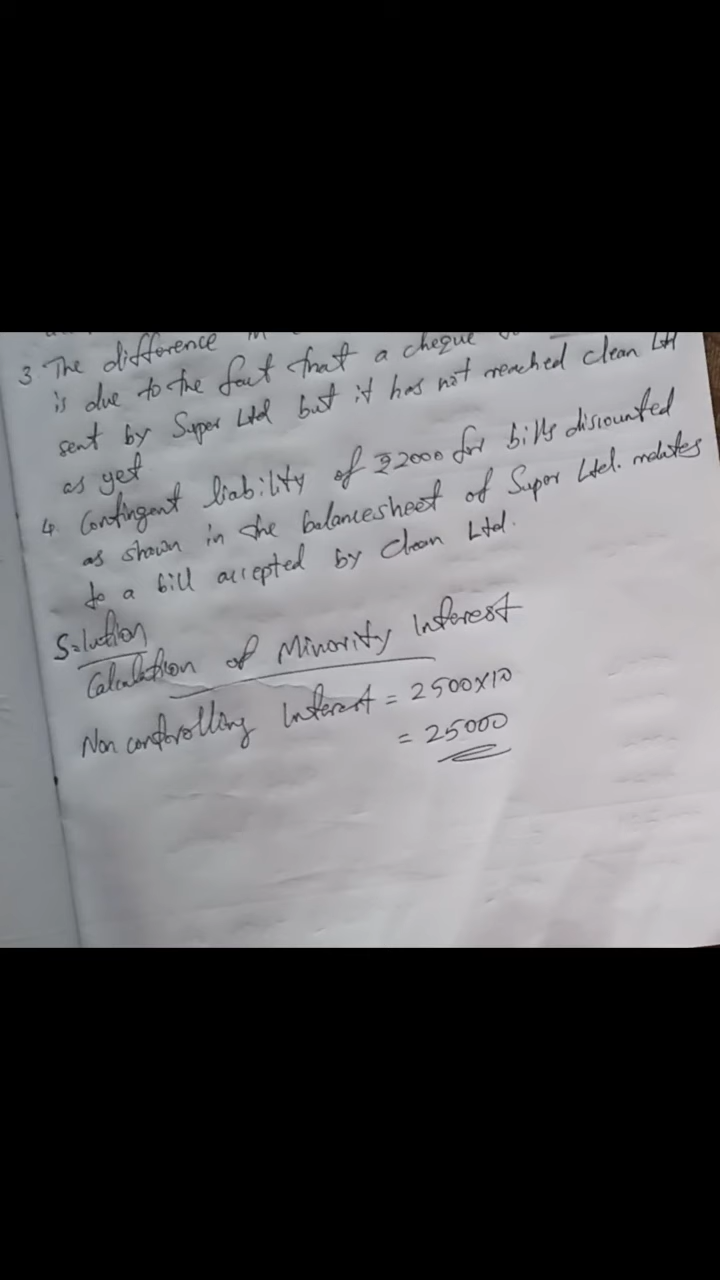 3. The difference
is due to the fact that a cheque
sent by Super Ltd but it has not reached clean Ltd
as yet
4. Contingent liability of ₹2000 for bills discounted
as shown in the balancesheet of Super Ltd. relates
to a bill accepted by Clean Ltd.
Solution
Calculation of Minority Interest
Non controlling Interest = 2500×10
= 25000